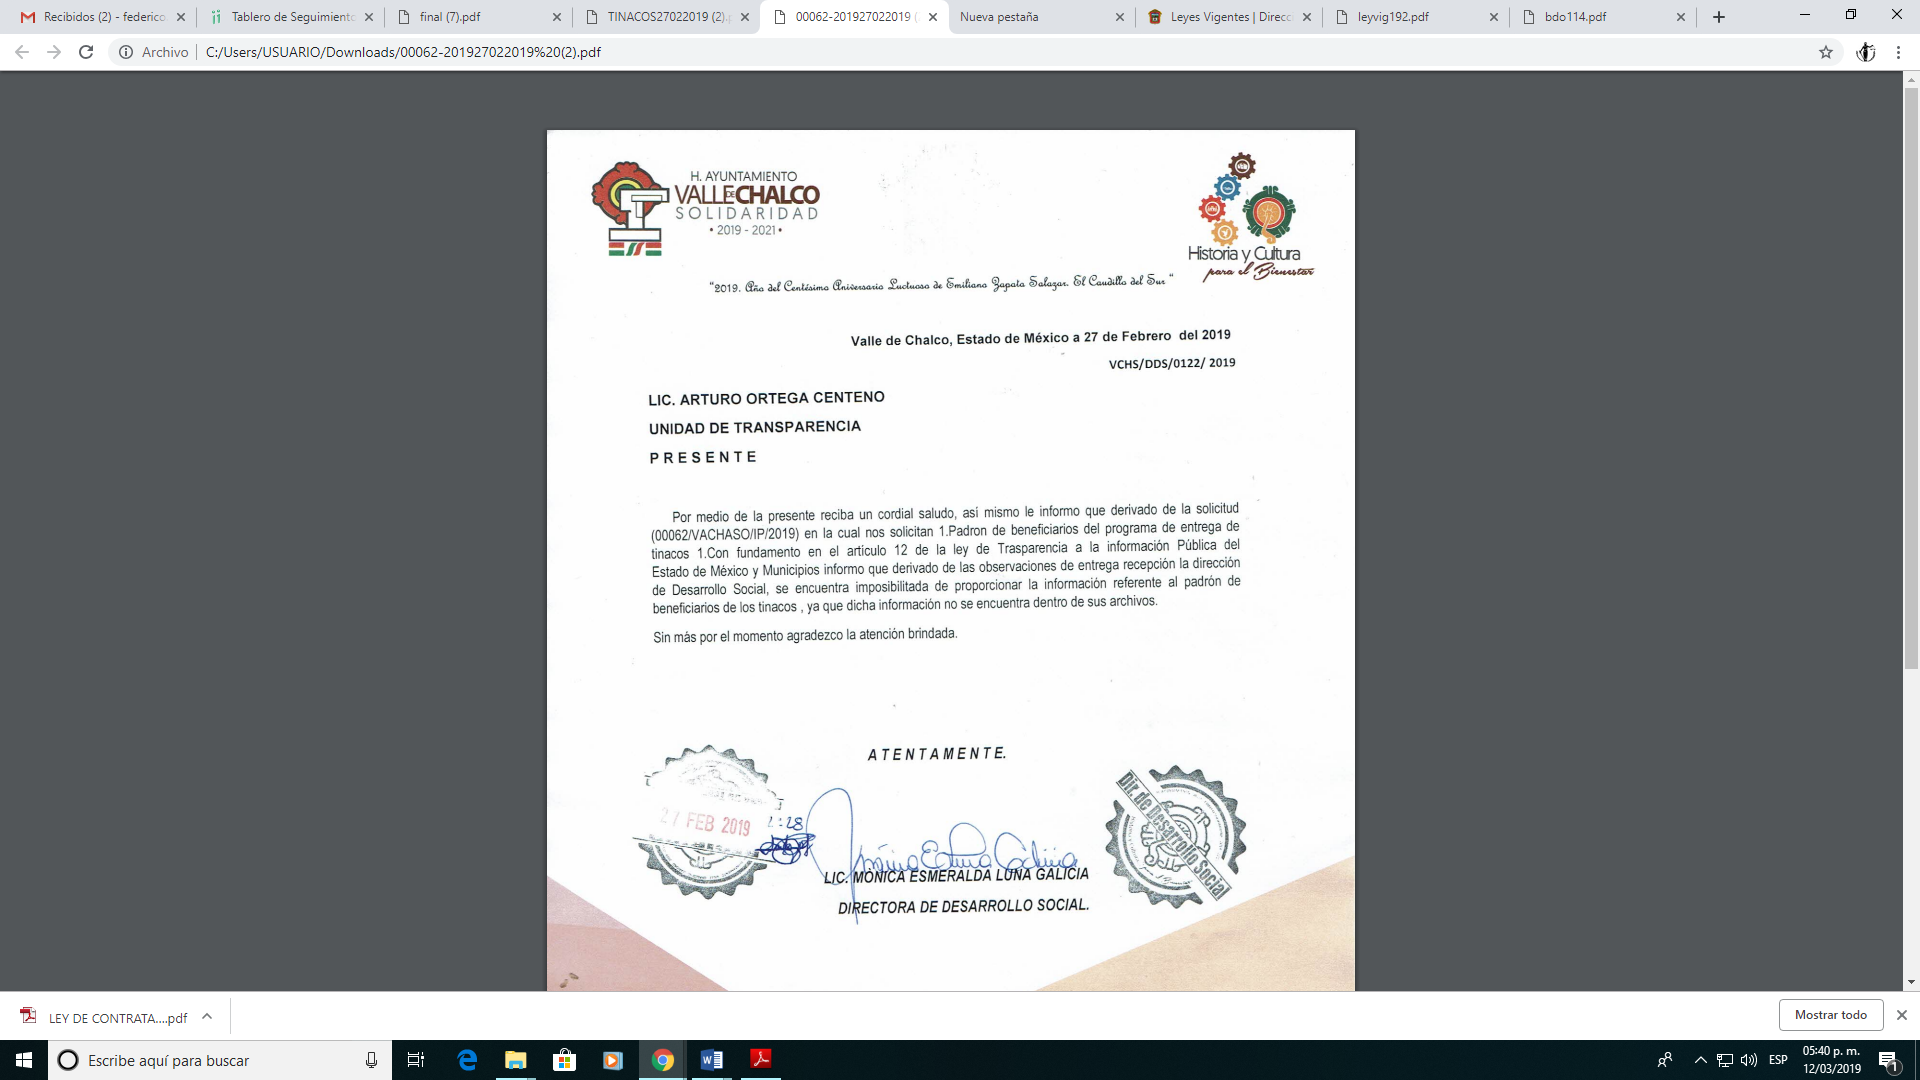 Recibidos (2) - federico
Tablero de Seguimiento
final (7).pdf
TINACOS27022019 (2).p
00062-201927022019 (
Nueva pestaña
Leyes Vigentes | Direcc
leyvig192.pdf
bdo114.pdf
Archivo
C:/Users/USUARIO/Downloads/00062-201927022019%20(2).pdf
H. AYUNTAMIENTO
VALLE DE CHALCO
SOLIDARIDAD
• 2019 - 2021 •
Historia y Cultura
para el Bienestar
"2019. Año del Centésimo Aniversario Luctuoso de Emiliano Zapata Salazar. El Caudillo del Sur "
Valle de Chalco, Estado de México a 27 de Febrero  del 2019
VCHS/DDS/0122/ 2019
LIC. ARTURO ORTEGA CENTENO
UNIDAD DE TRANSPARENCIA
P R E S E N T E
Por medio de la presente reciba un cordial saludo, asi mismo le informo que derivado de la solicitud
(00062/VACHASO/IP/2019) en la cual nos solicitan 1.Padron de beneficiarios del programa de entrega de
tinacos 1.Con fundamento en el artículo 12 de la ley de Trasparencia a la información Pública del
Estado de México y Municipios informo que derivado de las observaciones de entrega recepción la dirección
de Desarrollo Social, se encuentra imposibilitada de proporcionar la información referente al padrón de
beneficiarios de los tinacos , ya que dicha información no se encuentra dentro de sus archivos.
Sin más por el momento agradezco la atención brindada.
A T E N T A M E N T E.
27 FEB 2019
Dir. de Desarrollo Social
LIC. MÓNICA ESMERALDA LUNA GALICIA
DIRECTORA DE DESARROLLO SOCIAL.
LEY DE CONTRATA....pdf
Mostrar todo
Escribe aquí para buscar
ESP
05:40 p. m.
12/03/2019
1